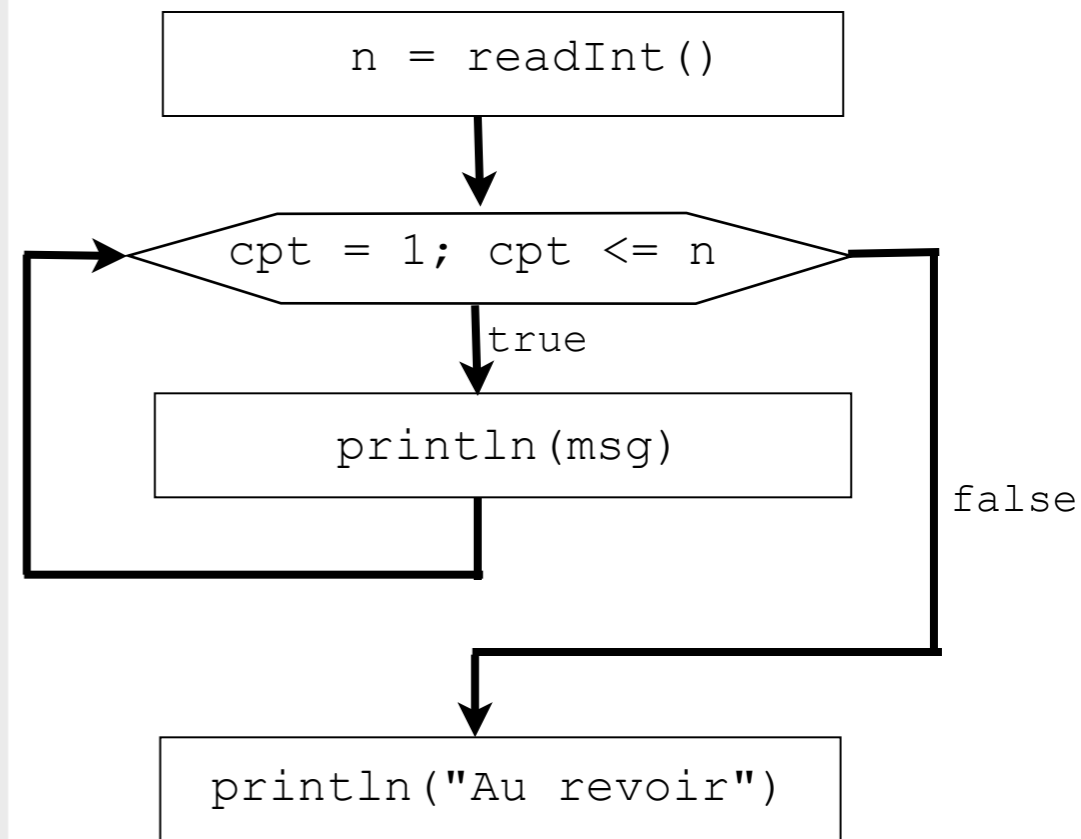 n = readInt()
cpt = 1; cpt <= n
true
println(msg)
false
println("Au revoir")